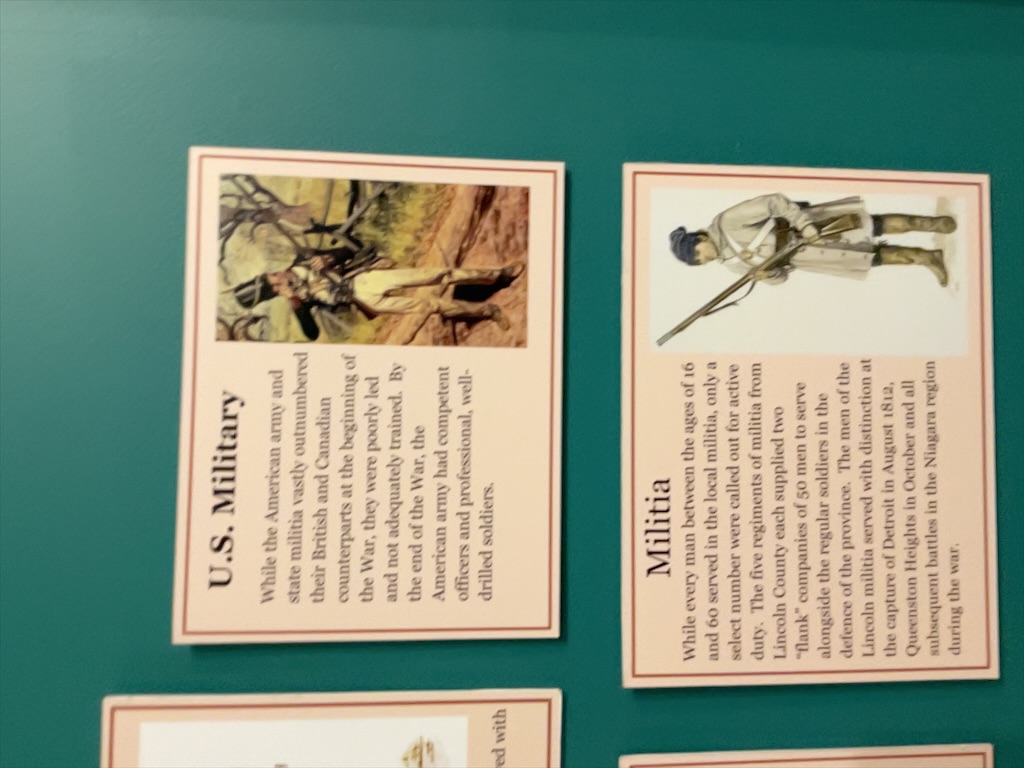 U.S. Military
While the American army and
state militia vastly outnumbered
their British and Canadian
counterparts at the beginning of
the War, they were poorly led
and not adequately trained. By
the end of the War, the
American army had competent
officers and professional, well-
drilled soldiers.
Militia
While every man between the ages of 16
and 60 served in the local militia, only a
select number were called out for active
duty. The five regiments of militia from
Lincoln County each supplied two
"flank" companies of 50 men to serve
alongside the regular soldiers in the
defence of the province. The men of the
Lincoln militia served with distinction at
the capture of Detroit in August 1812,
Queenston Heights in October and all
subsequent battles in the Niagara region
during the war.
with